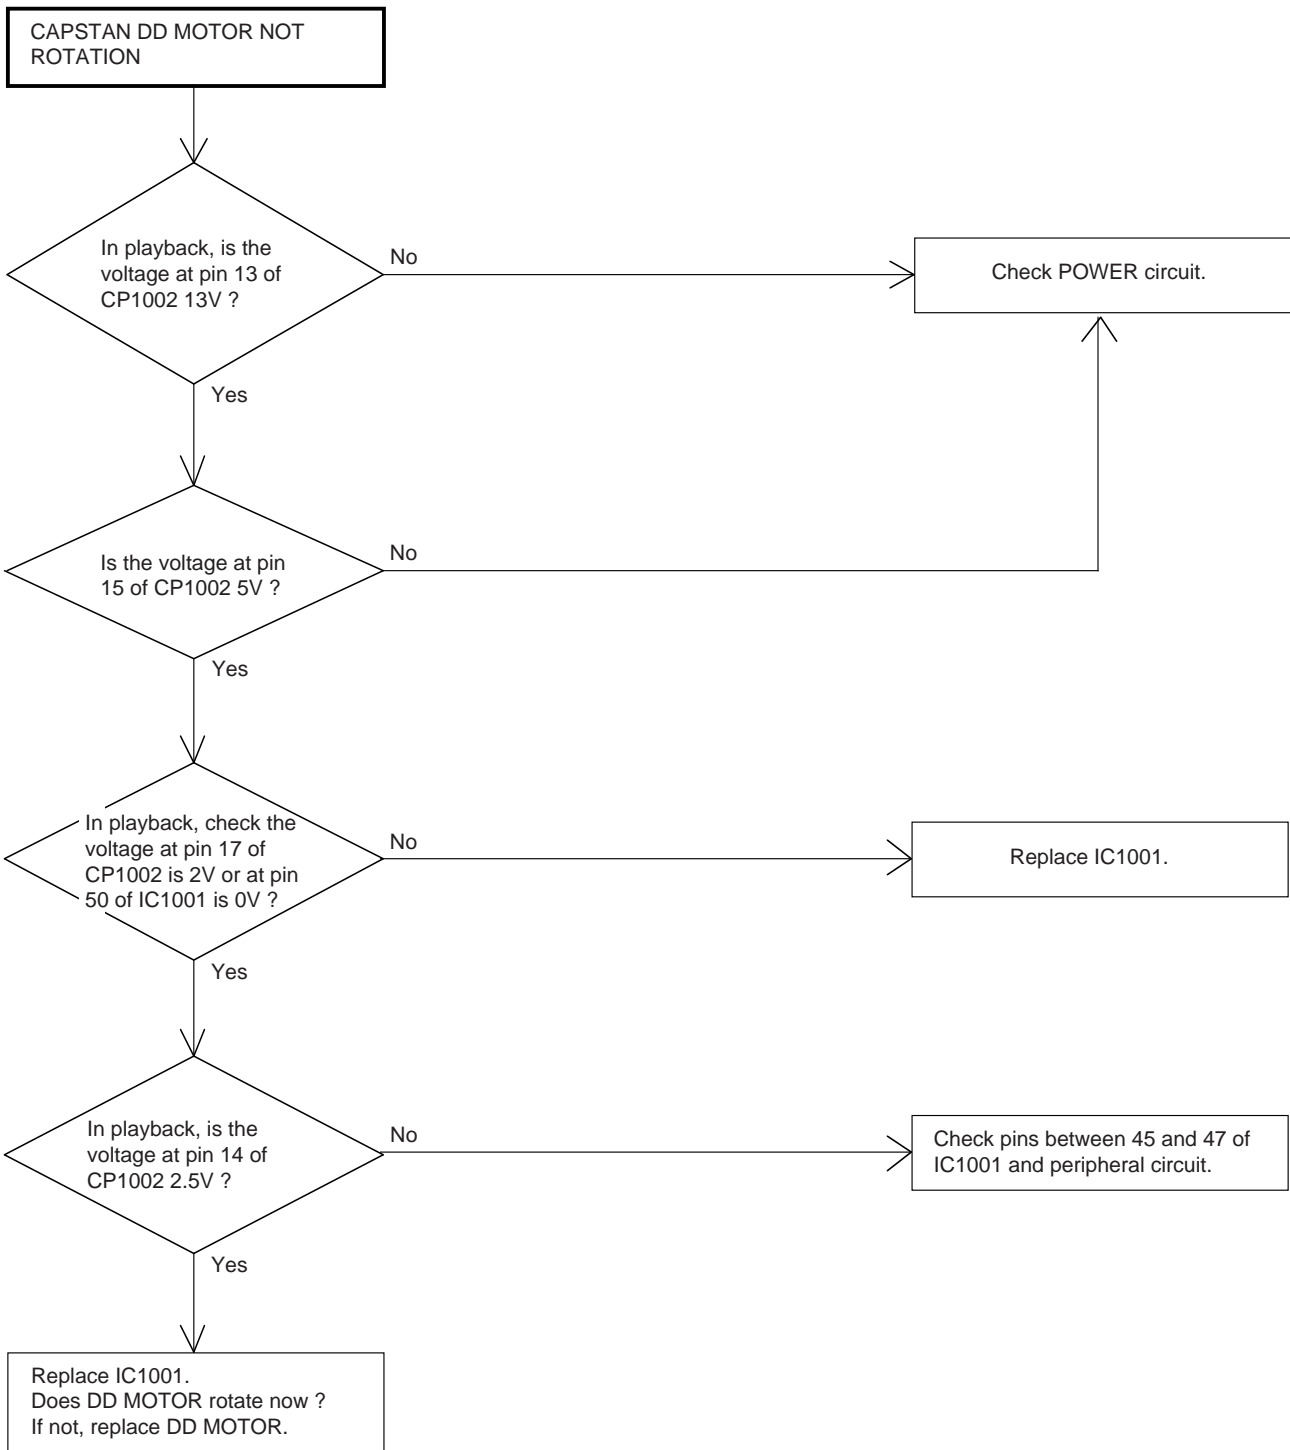 CAPSTAN DD MOTOR NOT
ROTATION
In playback, is the
voltage at pin 13 of
CP1002 13V ?
No
Check POWER circuit.
Yes
Is the voltage at pin
15 of CP1002 5V ?
No
Yes
In playback, check the
voltage at pin 17 of
CP1002 is 2V or at pin
50 of IC1001 is 0V ?
No
Replace IC1001.
Yes
In playback, is the
voltage at pin 14 of
CP1002 2.5V ?
No
Check pins between 45 and 47 of
IC1001 and peripheral circuit.
Yes
Replace IC1001.
Does DD MOTOR rotate now ?
If not, replace DD MOTOR.